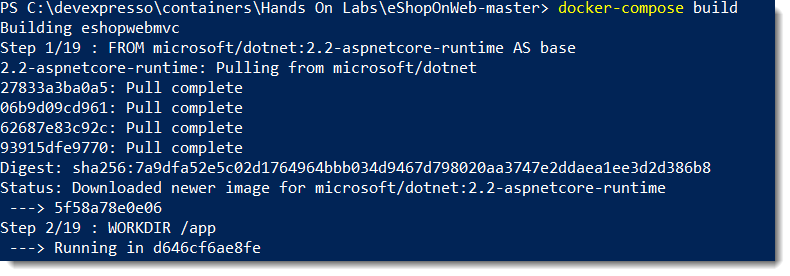 PS C:\devexpresso\containers\Hands On Labs\eShopOnWeb-master> docker-compose build
Building eshopwebmvc
Step 1/19 : FROM microsoft/dotnet:2.2-aspnetcore-runtime AS base
2.2-aspnetcore-runtime: Pulling from microsoft/dotnet
27833a3ba0a5: Pull complete
06b9d09cd961: Pull complete
62687e83c92c: Pull complete
93915dfe9770: Pull complete
Digest: sha256:7a9dfa52e5c02d1764964bbb034d9467d798020aa3747e2ddaea1ee3d2d386b8
Status: Downloaded newer image for microsoft/dotnet:2.2-aspnetcore-runtime
 ---> 5f58a78e0e06
Step 2/19 : WORKDIR /app
 ---> Running in d646cf6ae8fe